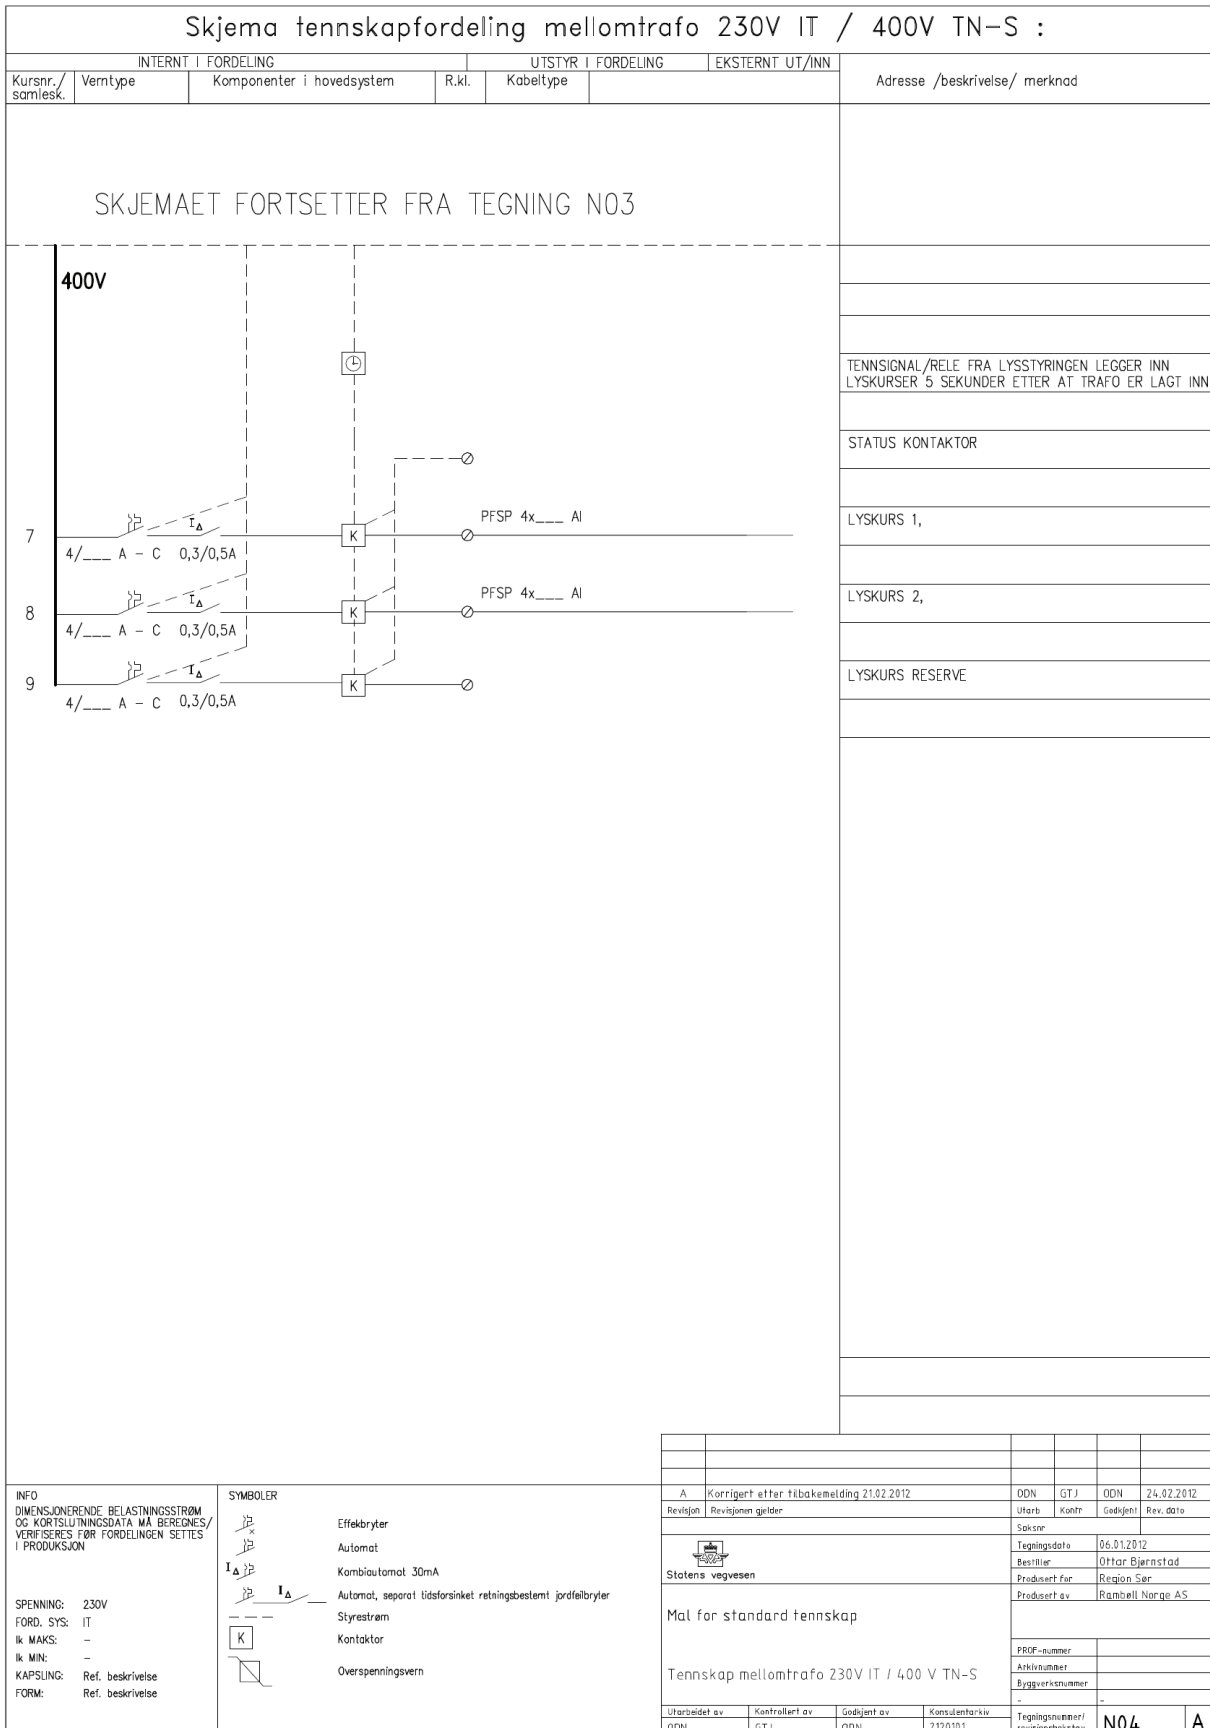 Skjema tennskapfordeling mellomtrafo 230V IT / 400V TN-S :
INTERNT I FORDELING
UTSTYR I FORDELING
EKSTERNT UT/INN
Kursnr./
samlesk.
Verntype
Komponenter i hovedsystem
R.kl.
Kabeltype
Adresse /beskrivelse/ merknad
SKJEMAET FORTSETTER FRA TEGNING N03
400V
TENNSIGNAL/RELE FRA LYSSTYRINGEN LEGGER INN
LYSKURSER 5 SEKUNDER ETTER AT TRAFO ER LAGT INN
STATUS KONTAKTOR
7
I Δ
K
PFSP 4x___ Al
LYSKURS 1,
4/___ A - C 0,3/0,5A
8
I Δ
K
PFSP 4x___ Al
LYSKURS 2,
4/___ A - C 0,3/0,5A
9
I Δ
K
LYSKURS RESERVE
4/___ A - C 0,3/0,5A
INFO
DIMENSJONERENDE BELASTNINGSSTRØM
OG KORTSLUTNINGSDATA MÅ BEREGNES/
VERIFISERES FØR FORDELINGEN SETTES
I PRODUKSJON
SPENNING: 230V
FORD. SYS: IT
Ik MAKS: -
Ik MIN: -
KAPSLING: Ref. beskrivelse
FORM: Ref. beskrivelse
SYMBOLER
Effekbryter
Automat
I Δ Kombiautomat 30mA
I Δ Automat, separat tidsforsinket retningsbestemt jordfeilbryter
Styrestrøm
K Kontaktor
Overspenningsvern
A Korrigert etter tilbakemelding 21.02.2012 ODN GTJ ODN 24.02.2012
Revisjon Revisjonen gjelder Utarb Kontr Godkjent Rev. dato
Saksnr
Statens vegvesen
Tegningsdato 06.01.2012
Bestiller Ottar Bjørnstad
Produsert for Region Sør
Produsert av Rambøll Norge AS
Mal for standard tennskap
Tennskap mellomtrafo 230V IT / 400 V TN-S
PROF-nummer
Arkivnummer
Byggverksnummer
- -
Utarbeidet av Kontrollert av Godkjent av Konsulentarkiv
ODN GTJ ODN 2120101
Tegningsnummer/
revisjonsbokstav
N04 A